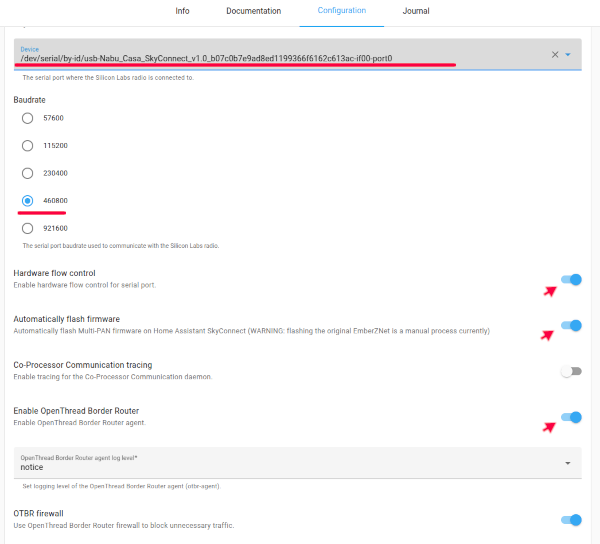 Info
Documentation
Configuration
Journal
Device
/dev/serial/by-id/usb-Nabu_Casa_SkyConnect_v1.0_b07c0b7e9ad8ed1199366f6162c613ac-if00-port0
The serial port where the Silicon Labs radio is connected to.
Baudrate
57600
115200
230400
460800
921600
The serial port baudrate used to communicate with the Silicon Labs radio.
Hardware flow control
Enable hardware flow control for serial port.
Automatically flash firmware
Automatically flash Multi-PAN firmware on Home Assistant SkyConnect (WARNING: flashing the original EmberZNet is a manual process currently)
Co-Processor Communication tracing
Enable tracing for the Co-Processor Communication daemon.
Enable OpenThread Border Router
Enable OpenThread Border Router agent.
OpenThread Border Router agent log level*
notice
Set logging level of the OpenThread Border Router agent (otbr-agent).
OTBR firewall
Use OpenThread Border Router firewall to block unnecessary traffic.